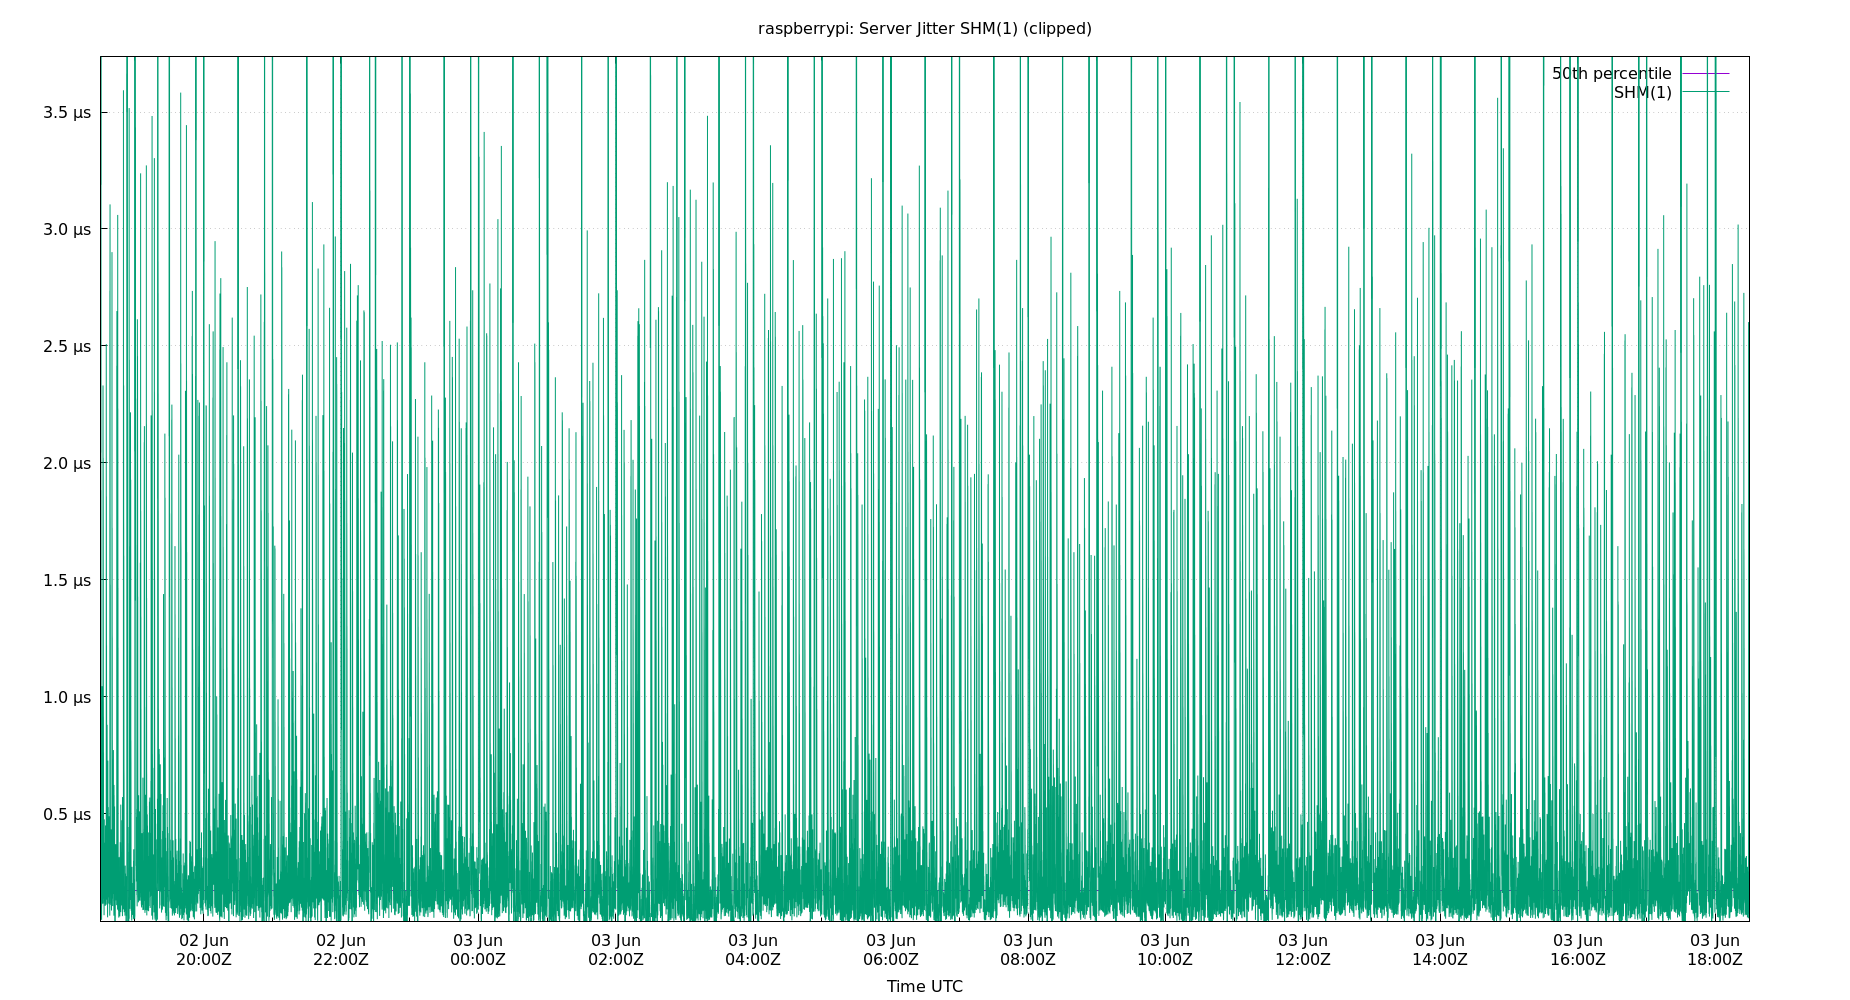 raspberrypi: Server Jitter SHM(1) (clipped)
50th percentile
SHM(1)
3.5 µs
3.0 µs
2.5 µs
2.0 µs
1.5 µs
1.0 µs
0.5 µs
02 Jun 02 Jun 03 Jun 03 Jun 03 Jun 03 Jun 03 Jun 03 Jun 03 Jun 03 Jun 03 Jun 03 Jun
20:00Z 22:00Z 00:00Z 02:00Z 04:00Z 06:00Z 08:00Z 10:00Z 12:00Z 14:00Z 16:00Z 18:00Z
Time UTC